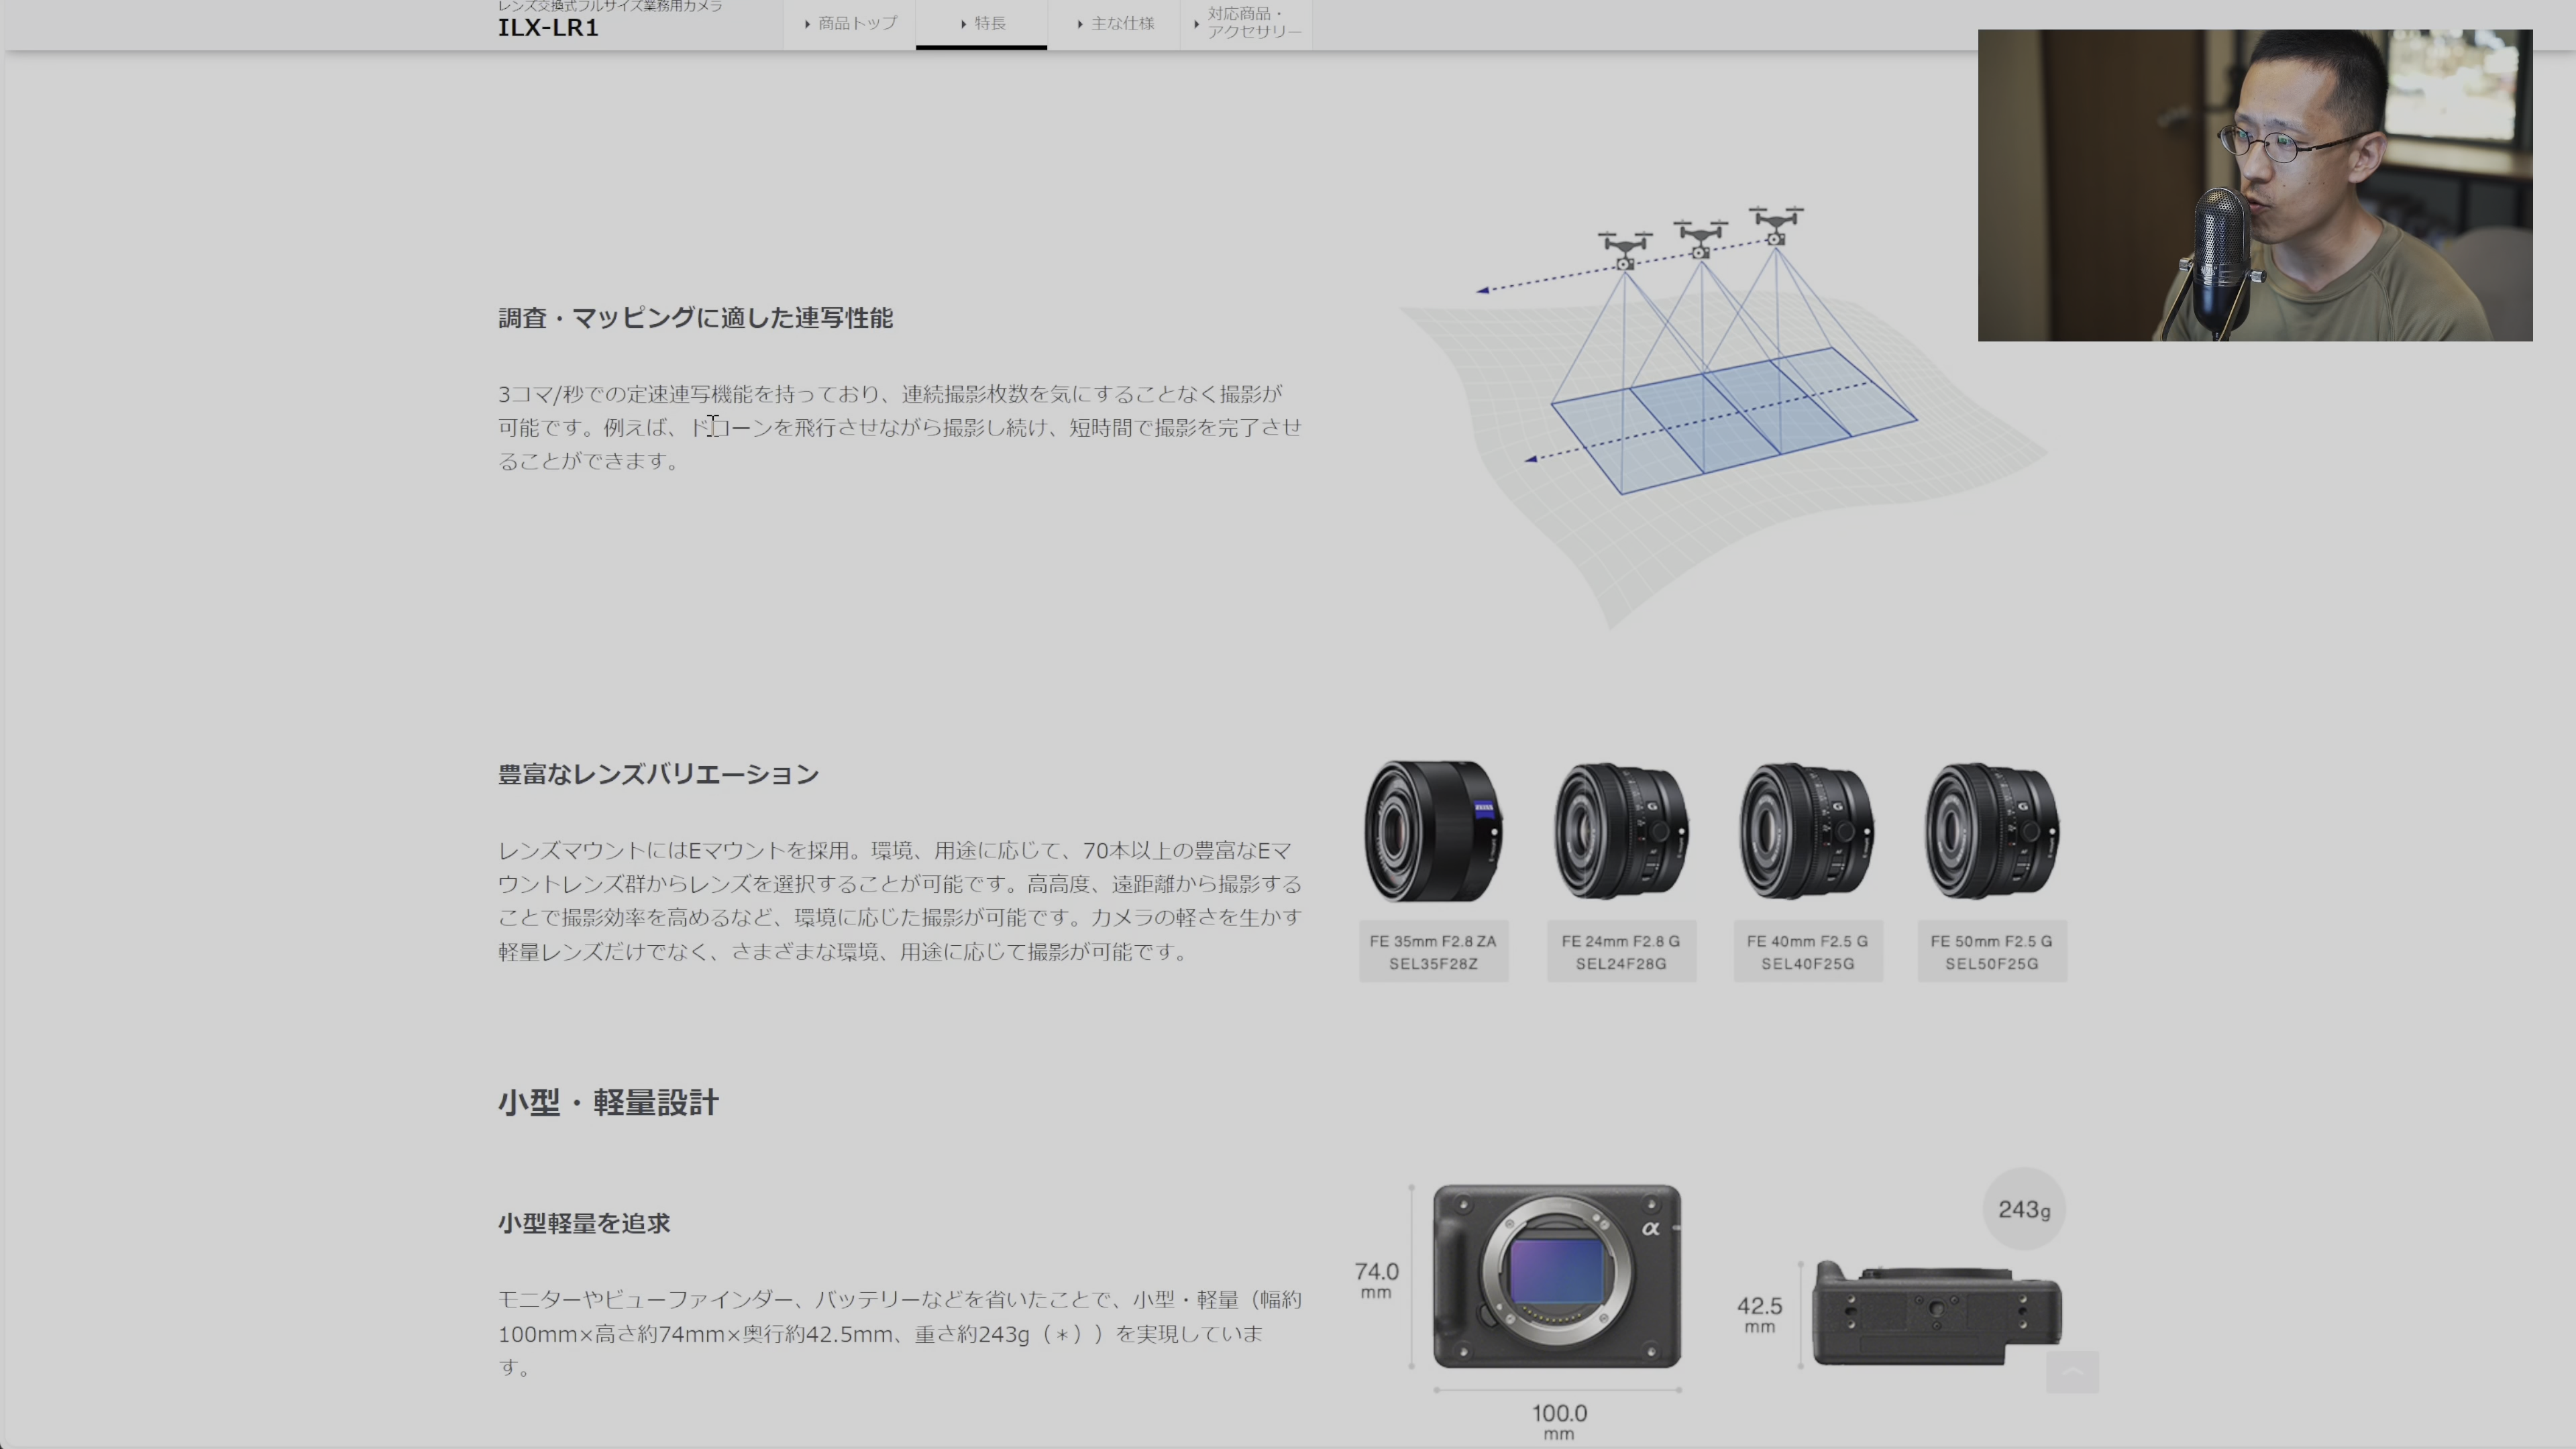 レンズ交換式フルサイズ業務用カメラ
ILX-LR1
商品トップ
特長
主な仕様
対応商品・
アクセサリー
調査・マッピングに適した連写性能
3コマ/秒での定速連写機能を持っており、連続撮影枚数を気にすることなく撮影が
可能です。例えば、ドローンを飛行させながら撮影し続け、短時間で撮影を完了させ
ることができます。
豊富なレンズバリエーション
レンズマウントにはEマウントを採用。環境、用途に応じて、70本以上の豊富なEマ
ウントレンズ群からレンズを選択することが可能です。高高度、遠距離から撮影する
ことで撮影効率を高めるなど、環境に応じた撮影が可能です。カメラの軽さを生かす
軽量レンズだけでなく、さまざまな環境、用途に応じて撮影が可能です。
ZEISS
G
G
G
FE 35mm F2.8 ZA
SEL35F28Z
FE 24mm F2.8 G
SEL24F28G
FE 40mm F2.5 G
SEL40F25G
FE 50mm F2.5 G
SEL50F25G
小型・軽量設計
小型軽量を追求
モニターやビューファインダー、バッテリーなどを省いたことで、小型・軽量（幅約
100mm×高さ約74mm×奥行約42.5mm、重さ約243g（＊））を実現していま
す。
α
74.0
mm
100.0
mm
42.5
mm
243g